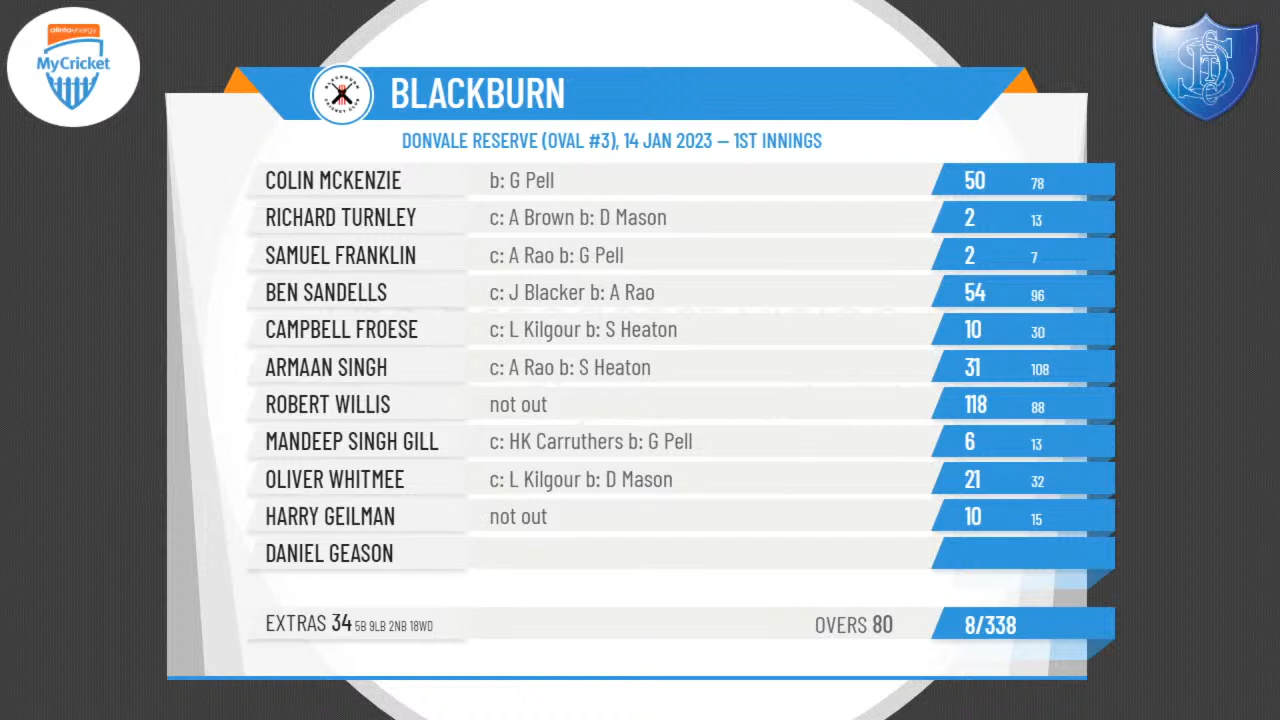 alinta energy
MyCricket
BLACKBURN
DONVALE RESERVE (OVAL #3), 14 JAN 2023 – 1ST INNINGS
COLIN MCKENZIE b: G Pell 50 78
RICHARD TURNLEY c: A Brown b: D Mason 2 13
SAMUEL FRANKLIN c: A Rao b: G Pell 2 7
BEN SANDELLS c: J Blacker b: A Rao 54 96
CAMPBELL FROESE c: L Kilgour b: S Heaton 10 30
ARMAAN SINGH c: A Rao b: S Heaton 31 108
ROBERT WILLIS not out 118 88
MANDEEP SINGH GILL c: HK Carruthers b: G Pell 6 13
OLIVER WHITMEE c: L Kilgour b: D Mason 21 32
HARRY GEILMAN not out 10 15
DANIEL GEASON
EXTRAS 34 5B 9LB 2NB 18WD OVERS 80 8/338